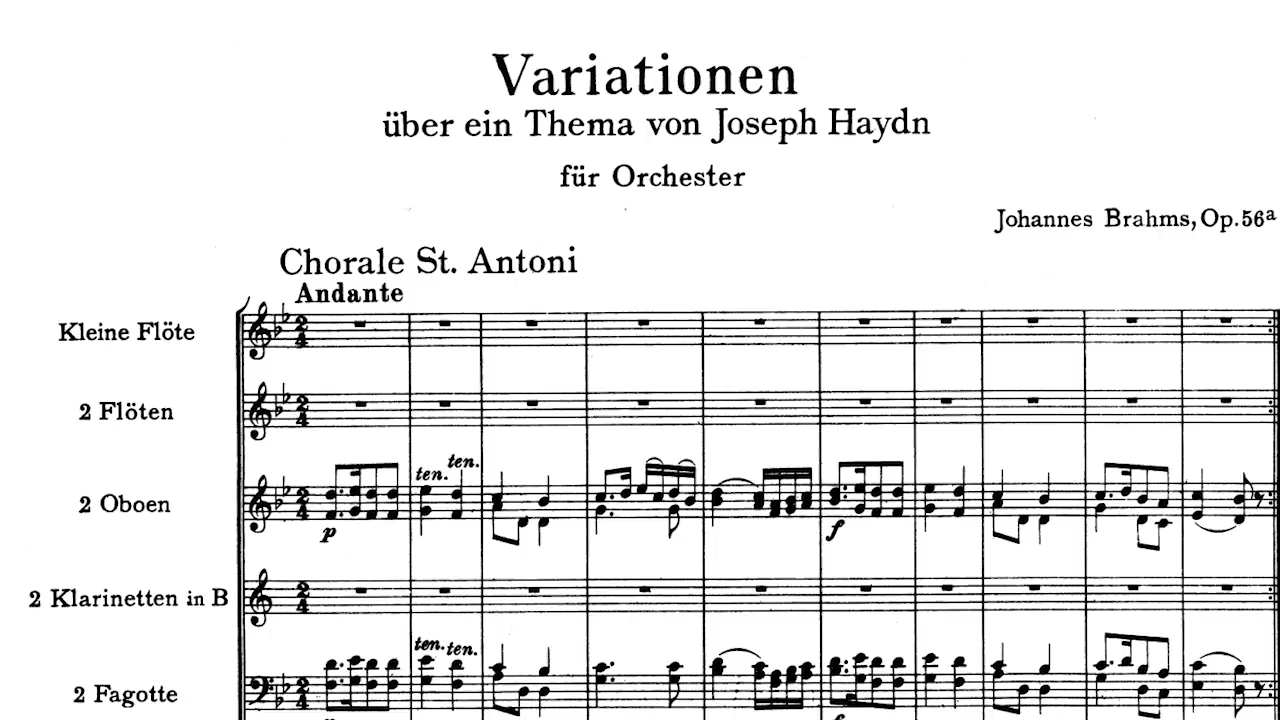 Variationen
über ein Thema von Joseph Haydn
für Orchester
Johannes Brahms, Op. 56a
Chorale St. Antoni
Andante
Kleine Flöte
2 Flöten
ten. ten.
2 Oboen
p f
2 Klarinetten in B
ten. ten.
2 Fagotte